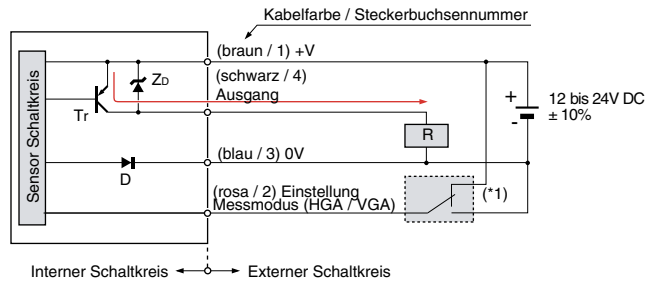 Kabelfarbe / Steckerbuchsennummer
(braun / 1) +V
(schwarz / 4)
Ausgang
ZD
Tr
Sensor Schaltkreis
+
-
12 bis 24V DC
± 10%
R
(blau / 3) 0V
D
(rosa / 2) Einstellung
Messmodus (HGA / VGA)
(*1)
Interner Schaltkreis
Externer Schaltkreis